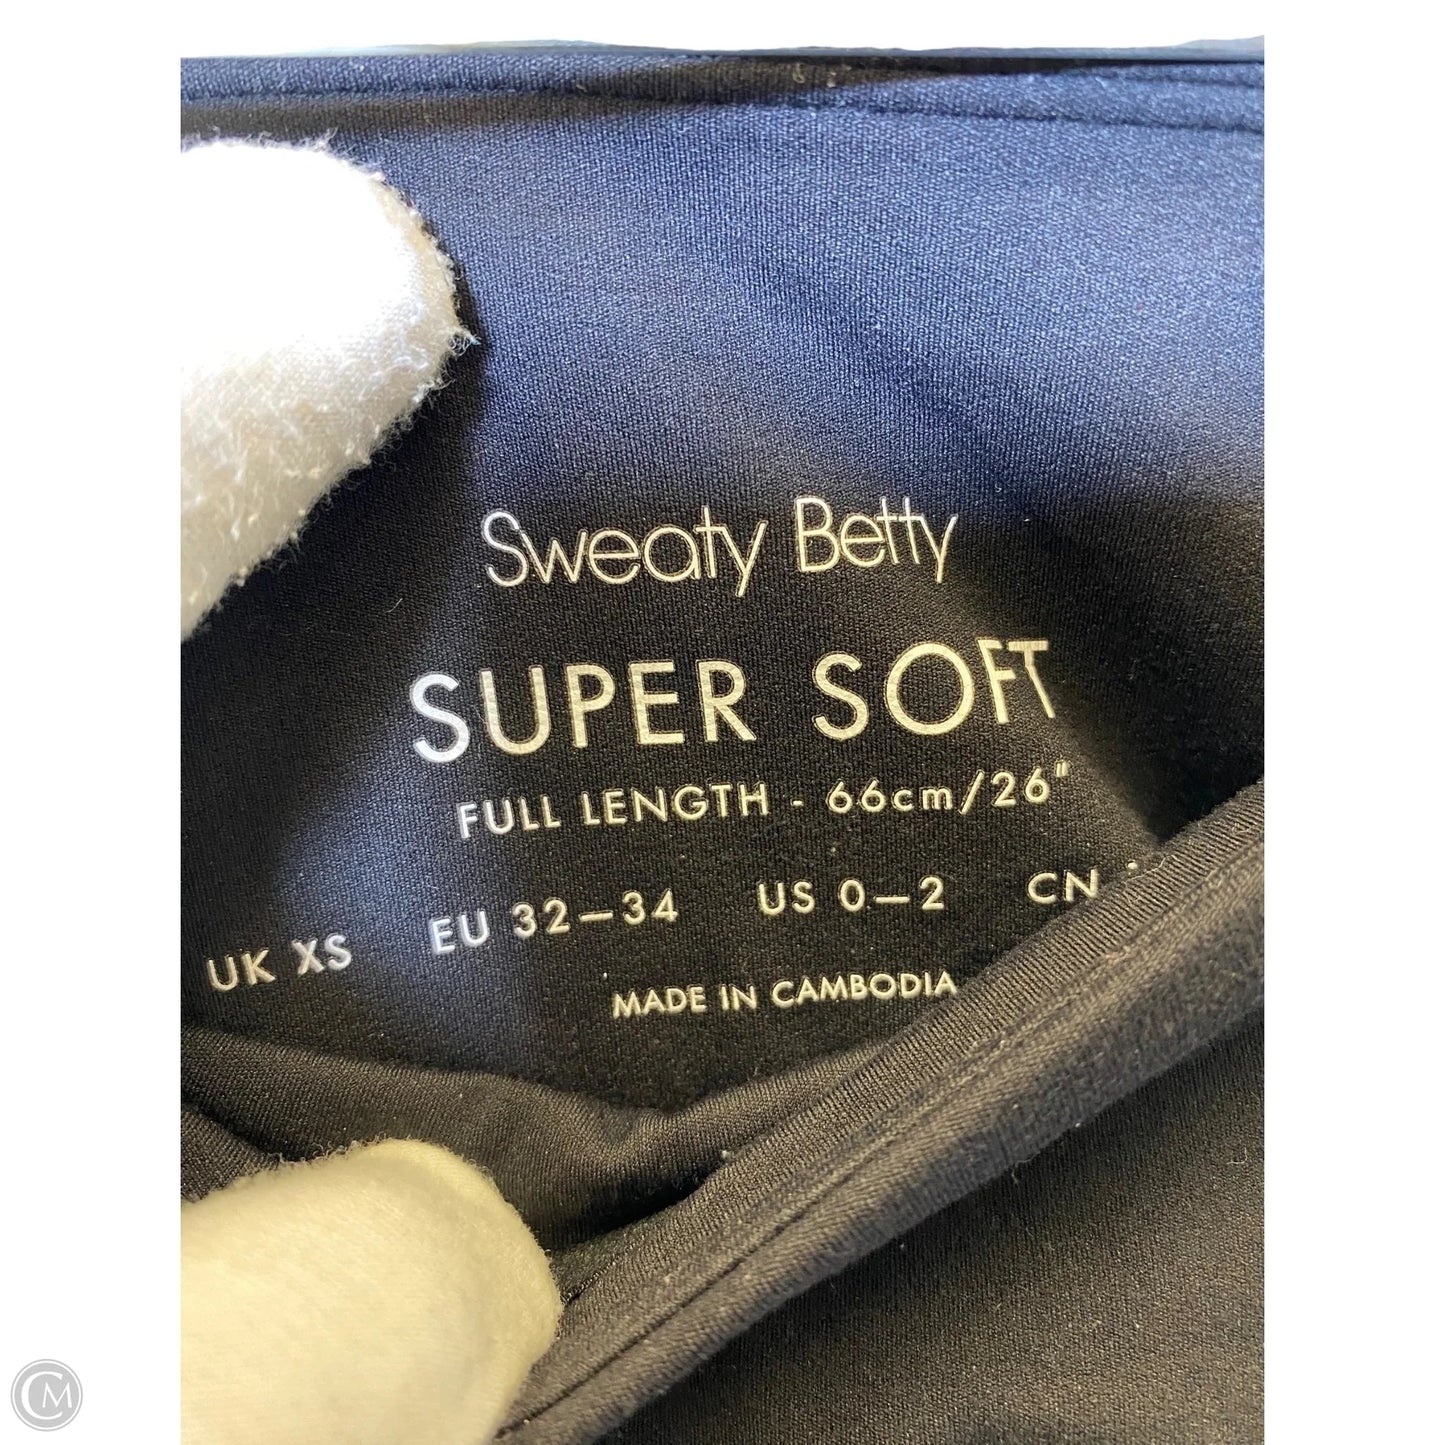 Sweaty Betty
SUPER SOFT
FULL LENGTH - 66cm/26"
UK XS EU 32–34 US 0–2 CN
MADE IN CAMBODIA
CM